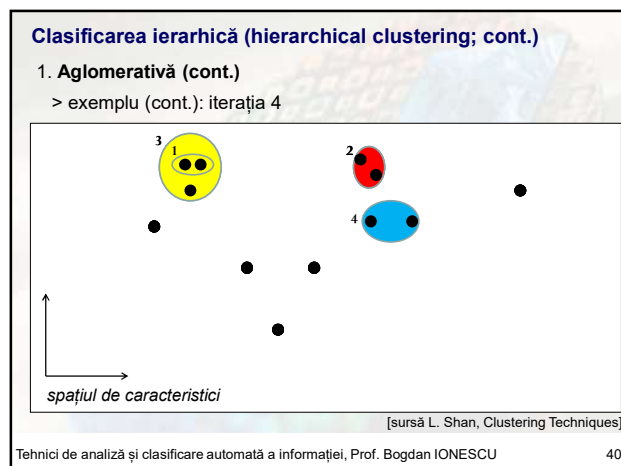 Clasificarea ierarhică (hierarchical clustering; cont.)
1. Aglomerativă (cont.)
> exemplu (cont.): iterația 4
3
1
2
4
spațiul de caracteristici
[sursă L. Shan, Clustering Techniques]
Tehnici de analiză și clasificare automată a informației, Prof. Bogdan IONESCU 40